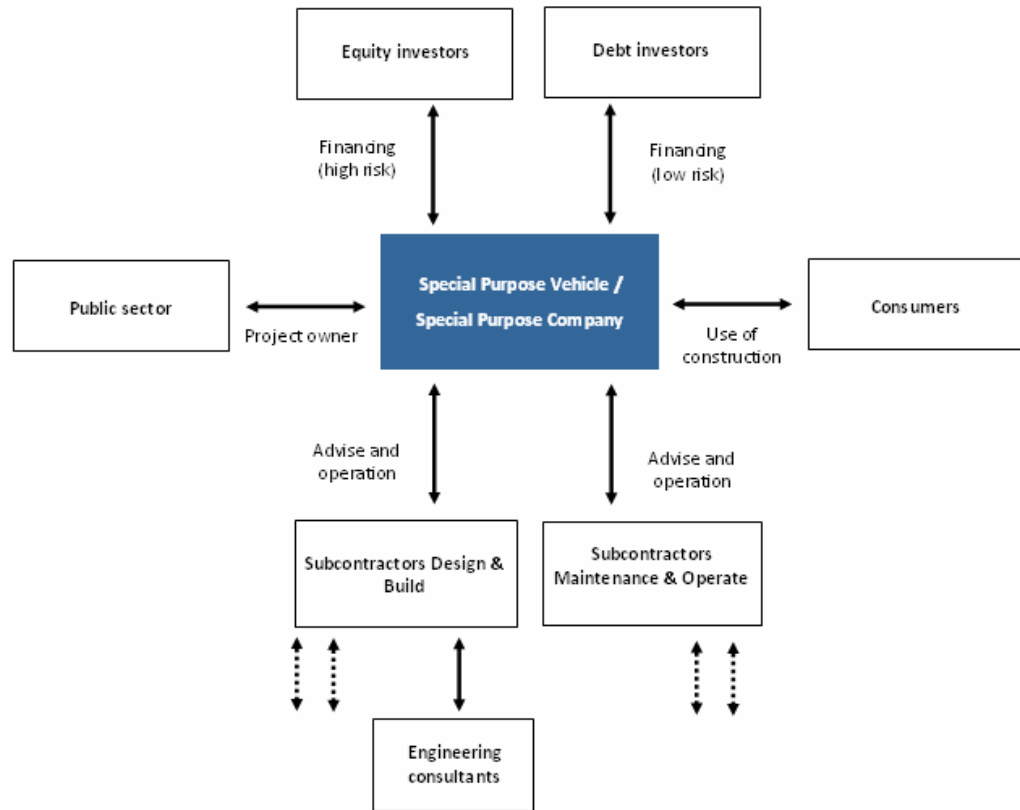 Equity investors
Debt investors
Financing
(high risk)
Financing
(low risk)
Special Purpose Vehicle /
Special Purpose Company
Public sector
Project owner
Consumers
Use of
construction
Advise and
operation
Advise and
operation
Subcontractors Design &
Build
Subcontractors
Maintenance & Operate
Engineering
consultants